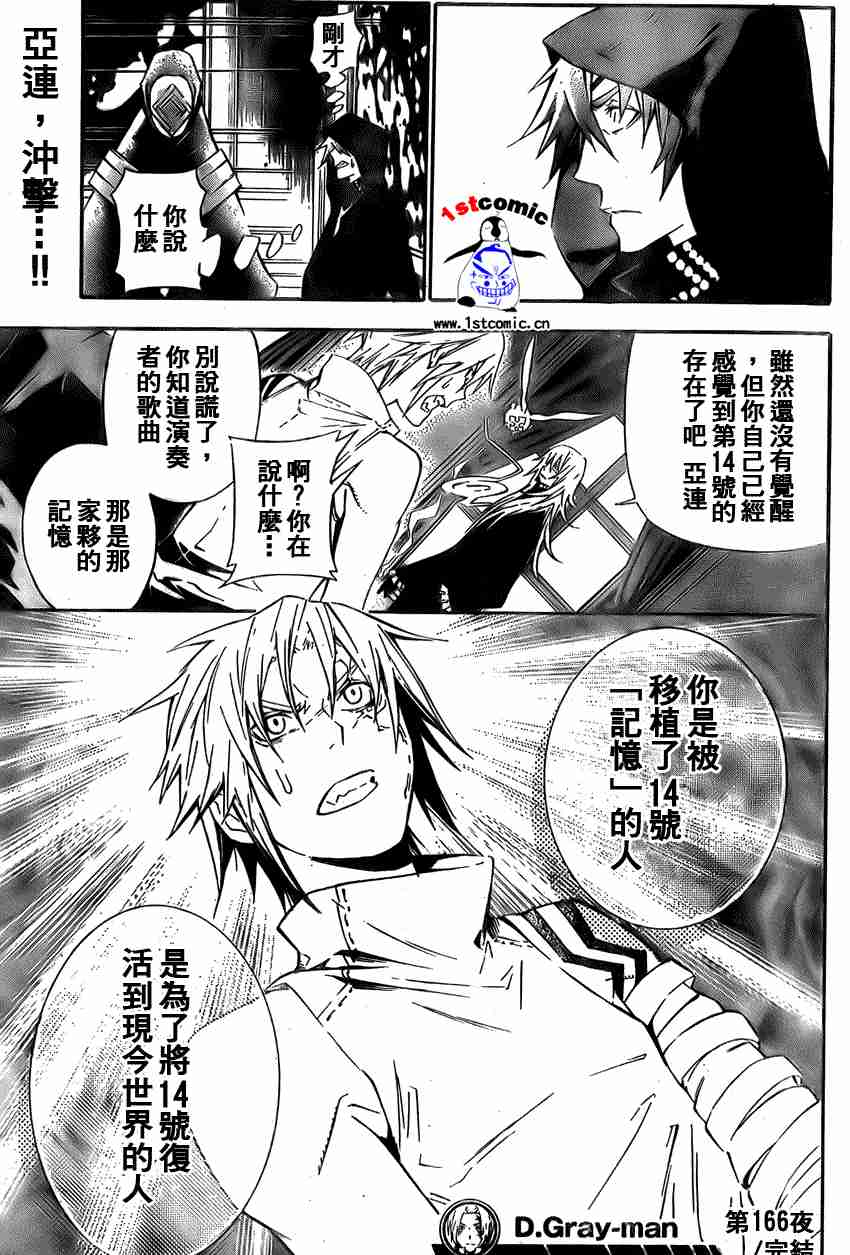 剛才
你說
什麼
亞連，沖擊…!!
1stcomic
www.1stcomic.cn
雖然還沒有覺醒
，但你自己已經
感覺到第14號的
存在了吧 亞連
啊？你在
說什麼…
別說謊了，
你知道演奏
者的歌曲
那是那
家夥的
記憶
你是被
移植了14號
「記憶」的人
是為了將14號復
活到現今世界的人
D.Gray-man
第166夜
/完結